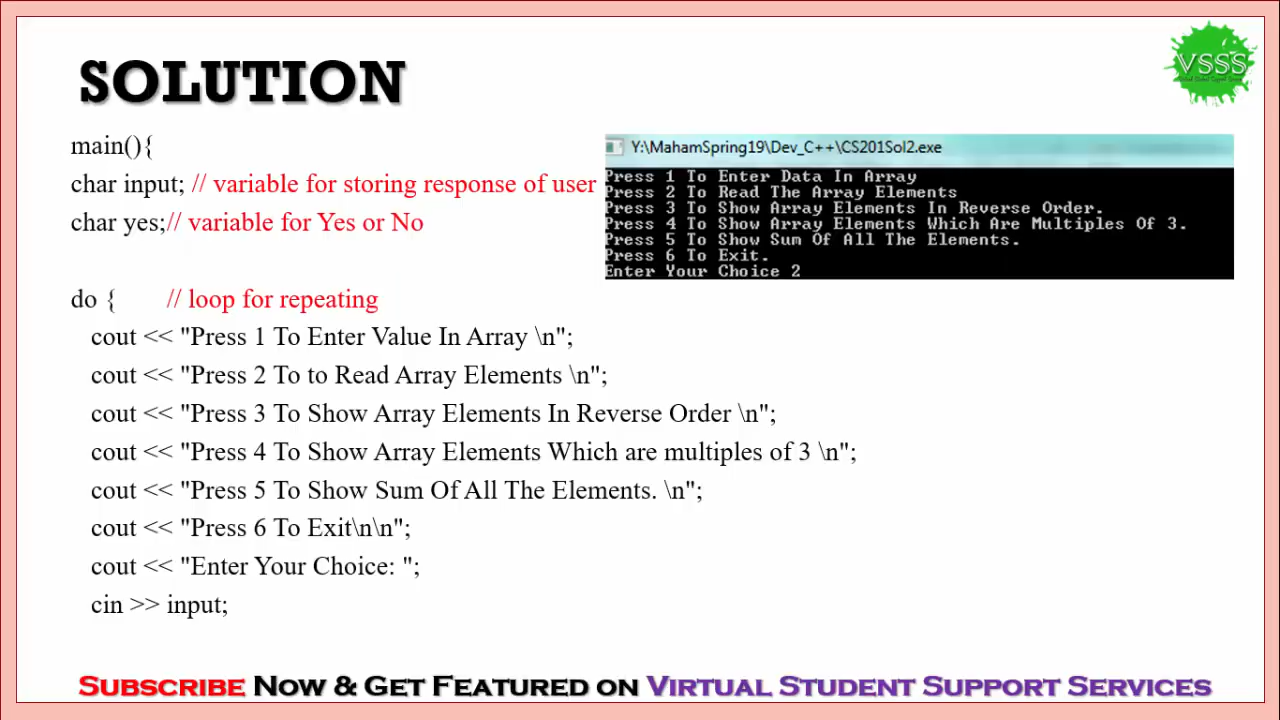 SOLUTION
VSSS
main(){
char input; // variable for storing response of user
char yes;// variable for Yes or No
do { // loop for repeating
cout << "Press 1 To Enter Value In Array \n";
cout << "Press 2 To to Read Array Elements \n";
cout << "Press 3 To Show Array Elements In Reverse Order \n";
cout << "Press 4 To Show Array Elements Which are multiples of 3 \n";
cout << "Press 5 To Show Sum Of All The Elements. \n";
cout << "Press 6 To Exit\n\n";
cout << "Enter Your Choice: ";
cin >> input;
Y:\MahamSpring19\Dev_C++\CS201Sol2.exe
Press 1 To Enter Data In Array
Press 2 To Read The Array Elements
Press 3 To Show Array Elements In Reverse Order.
Press 4 To Show Array Elements Which Are Multiples Of 3.
Press 5 To Show Sum Of All The Elements.
Press 6 To Exit.
Enter Your Choice 2
SUBSCRIBE NOW & GET FEATURED ON VIRTUAL STUDENT SUPPORT SERVICES